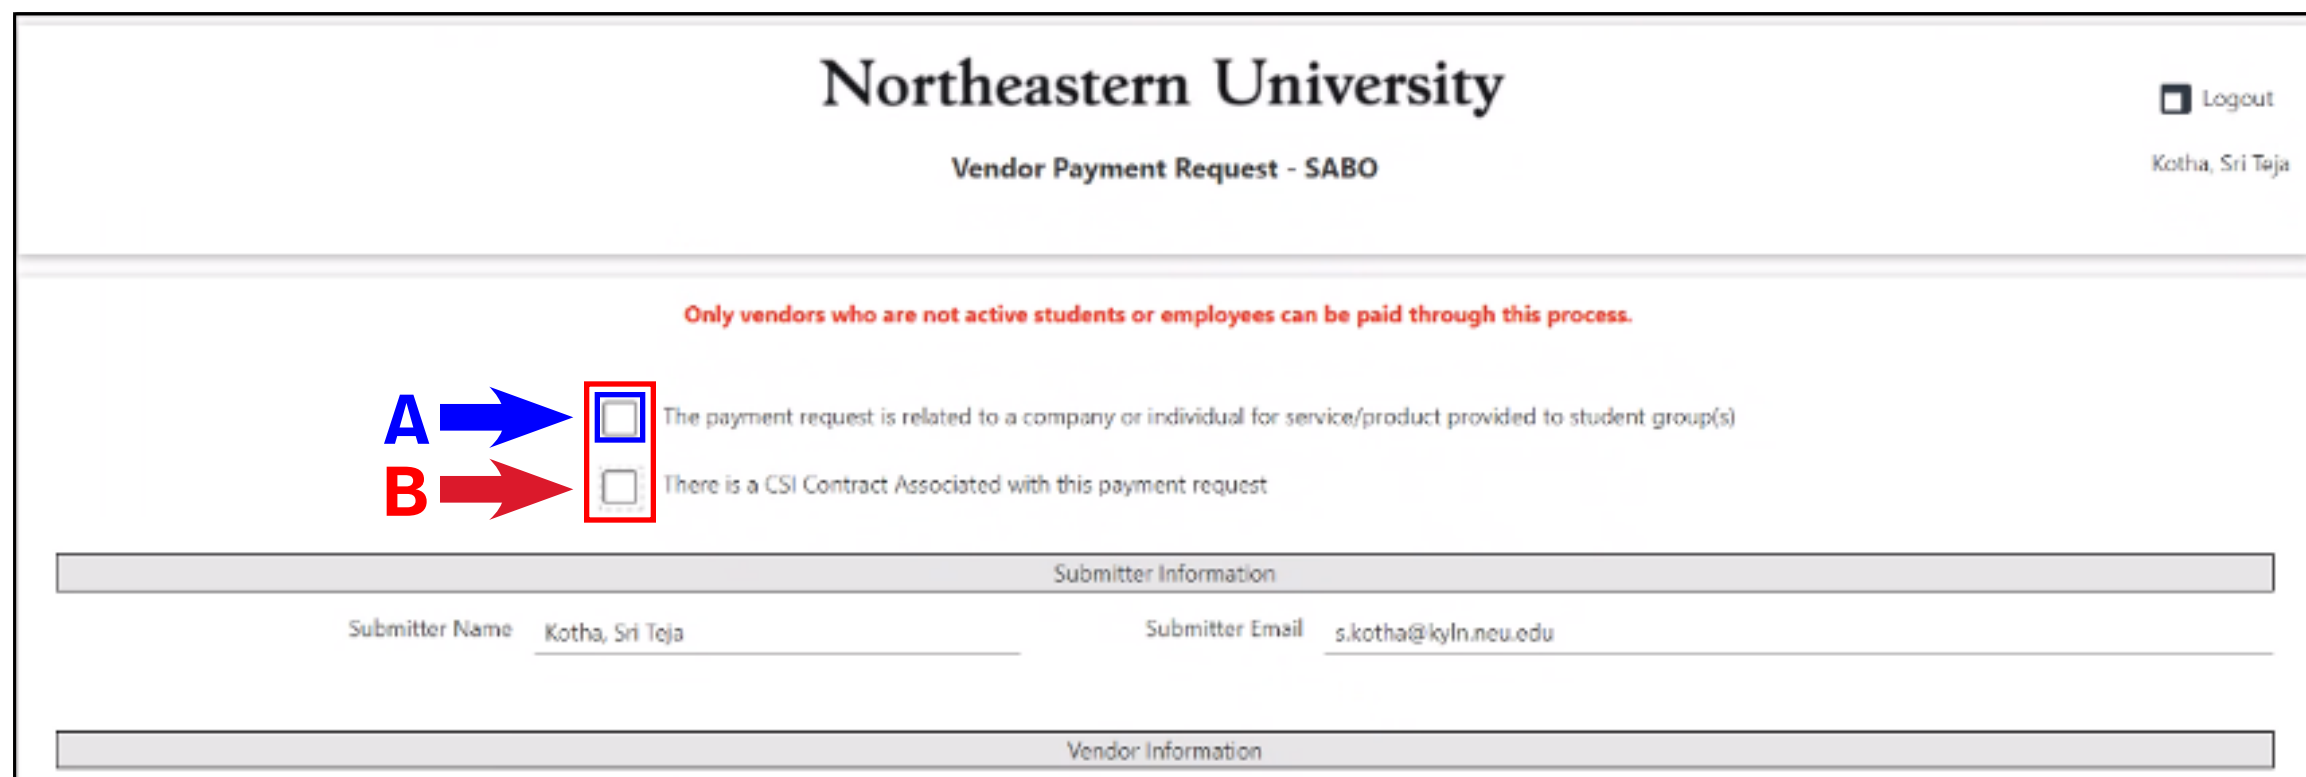 Northeastern University
Logout
Vendor Payment Request - SABO
Kotha, Sri Teja
Only vendors who are not active students or employees can be paid through this process.
A
The payment request is related to a company or individual for service/product provided to student group(s)
B
There is a CSI Contract Associated with this payment request
Submitter Information
Submitter Name Kotha, Sri Teja Submitter Email s.kotha@kyln.neu.edu
Vendor Information